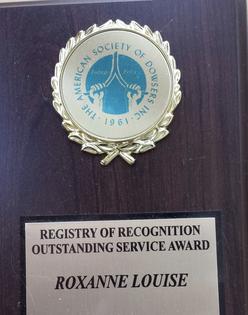 THE AMERICAN SOCIETY OF DOWSERS INC · 1961 ·
REGISTRY OF RECOGNITION
OUTSTANDING SERVICE AWARD
ROXANNE LOUISE